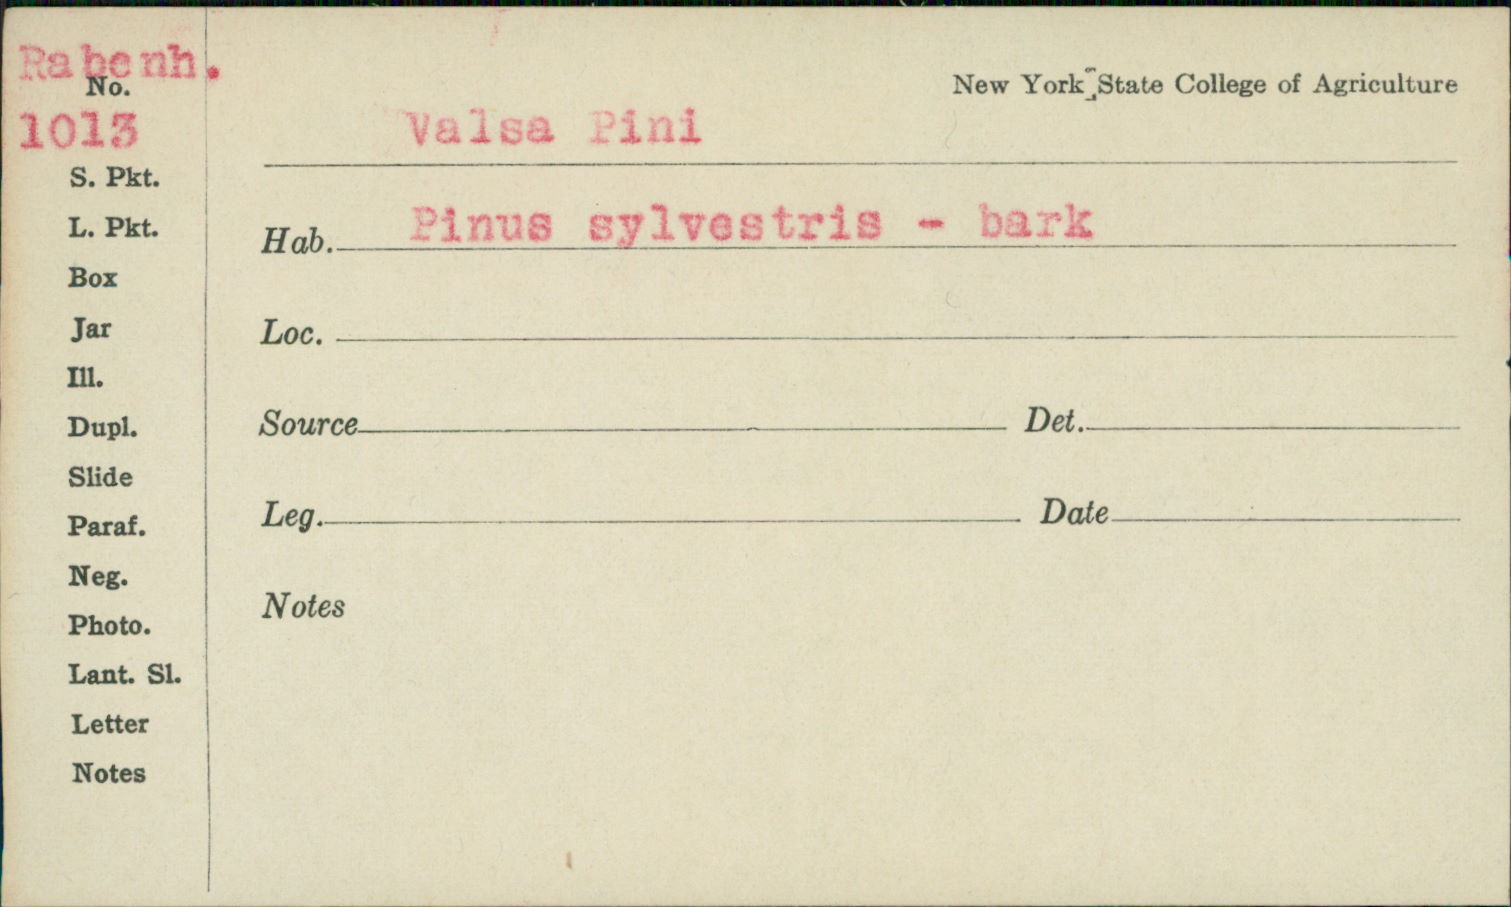 Rabenh.
No.
1013
New York State College of Agriculture
Valsa Pini
S. Pkt.
L. Pkt.
Hab. Pinus sylvestris - bark
Box
Jar
Loc.
Ill.
Dupl.
Source Det.
Slide
Paraf.
Leg. Date
Neg.
Notes
Photo.
Lant. Sl.
Letter
Notes